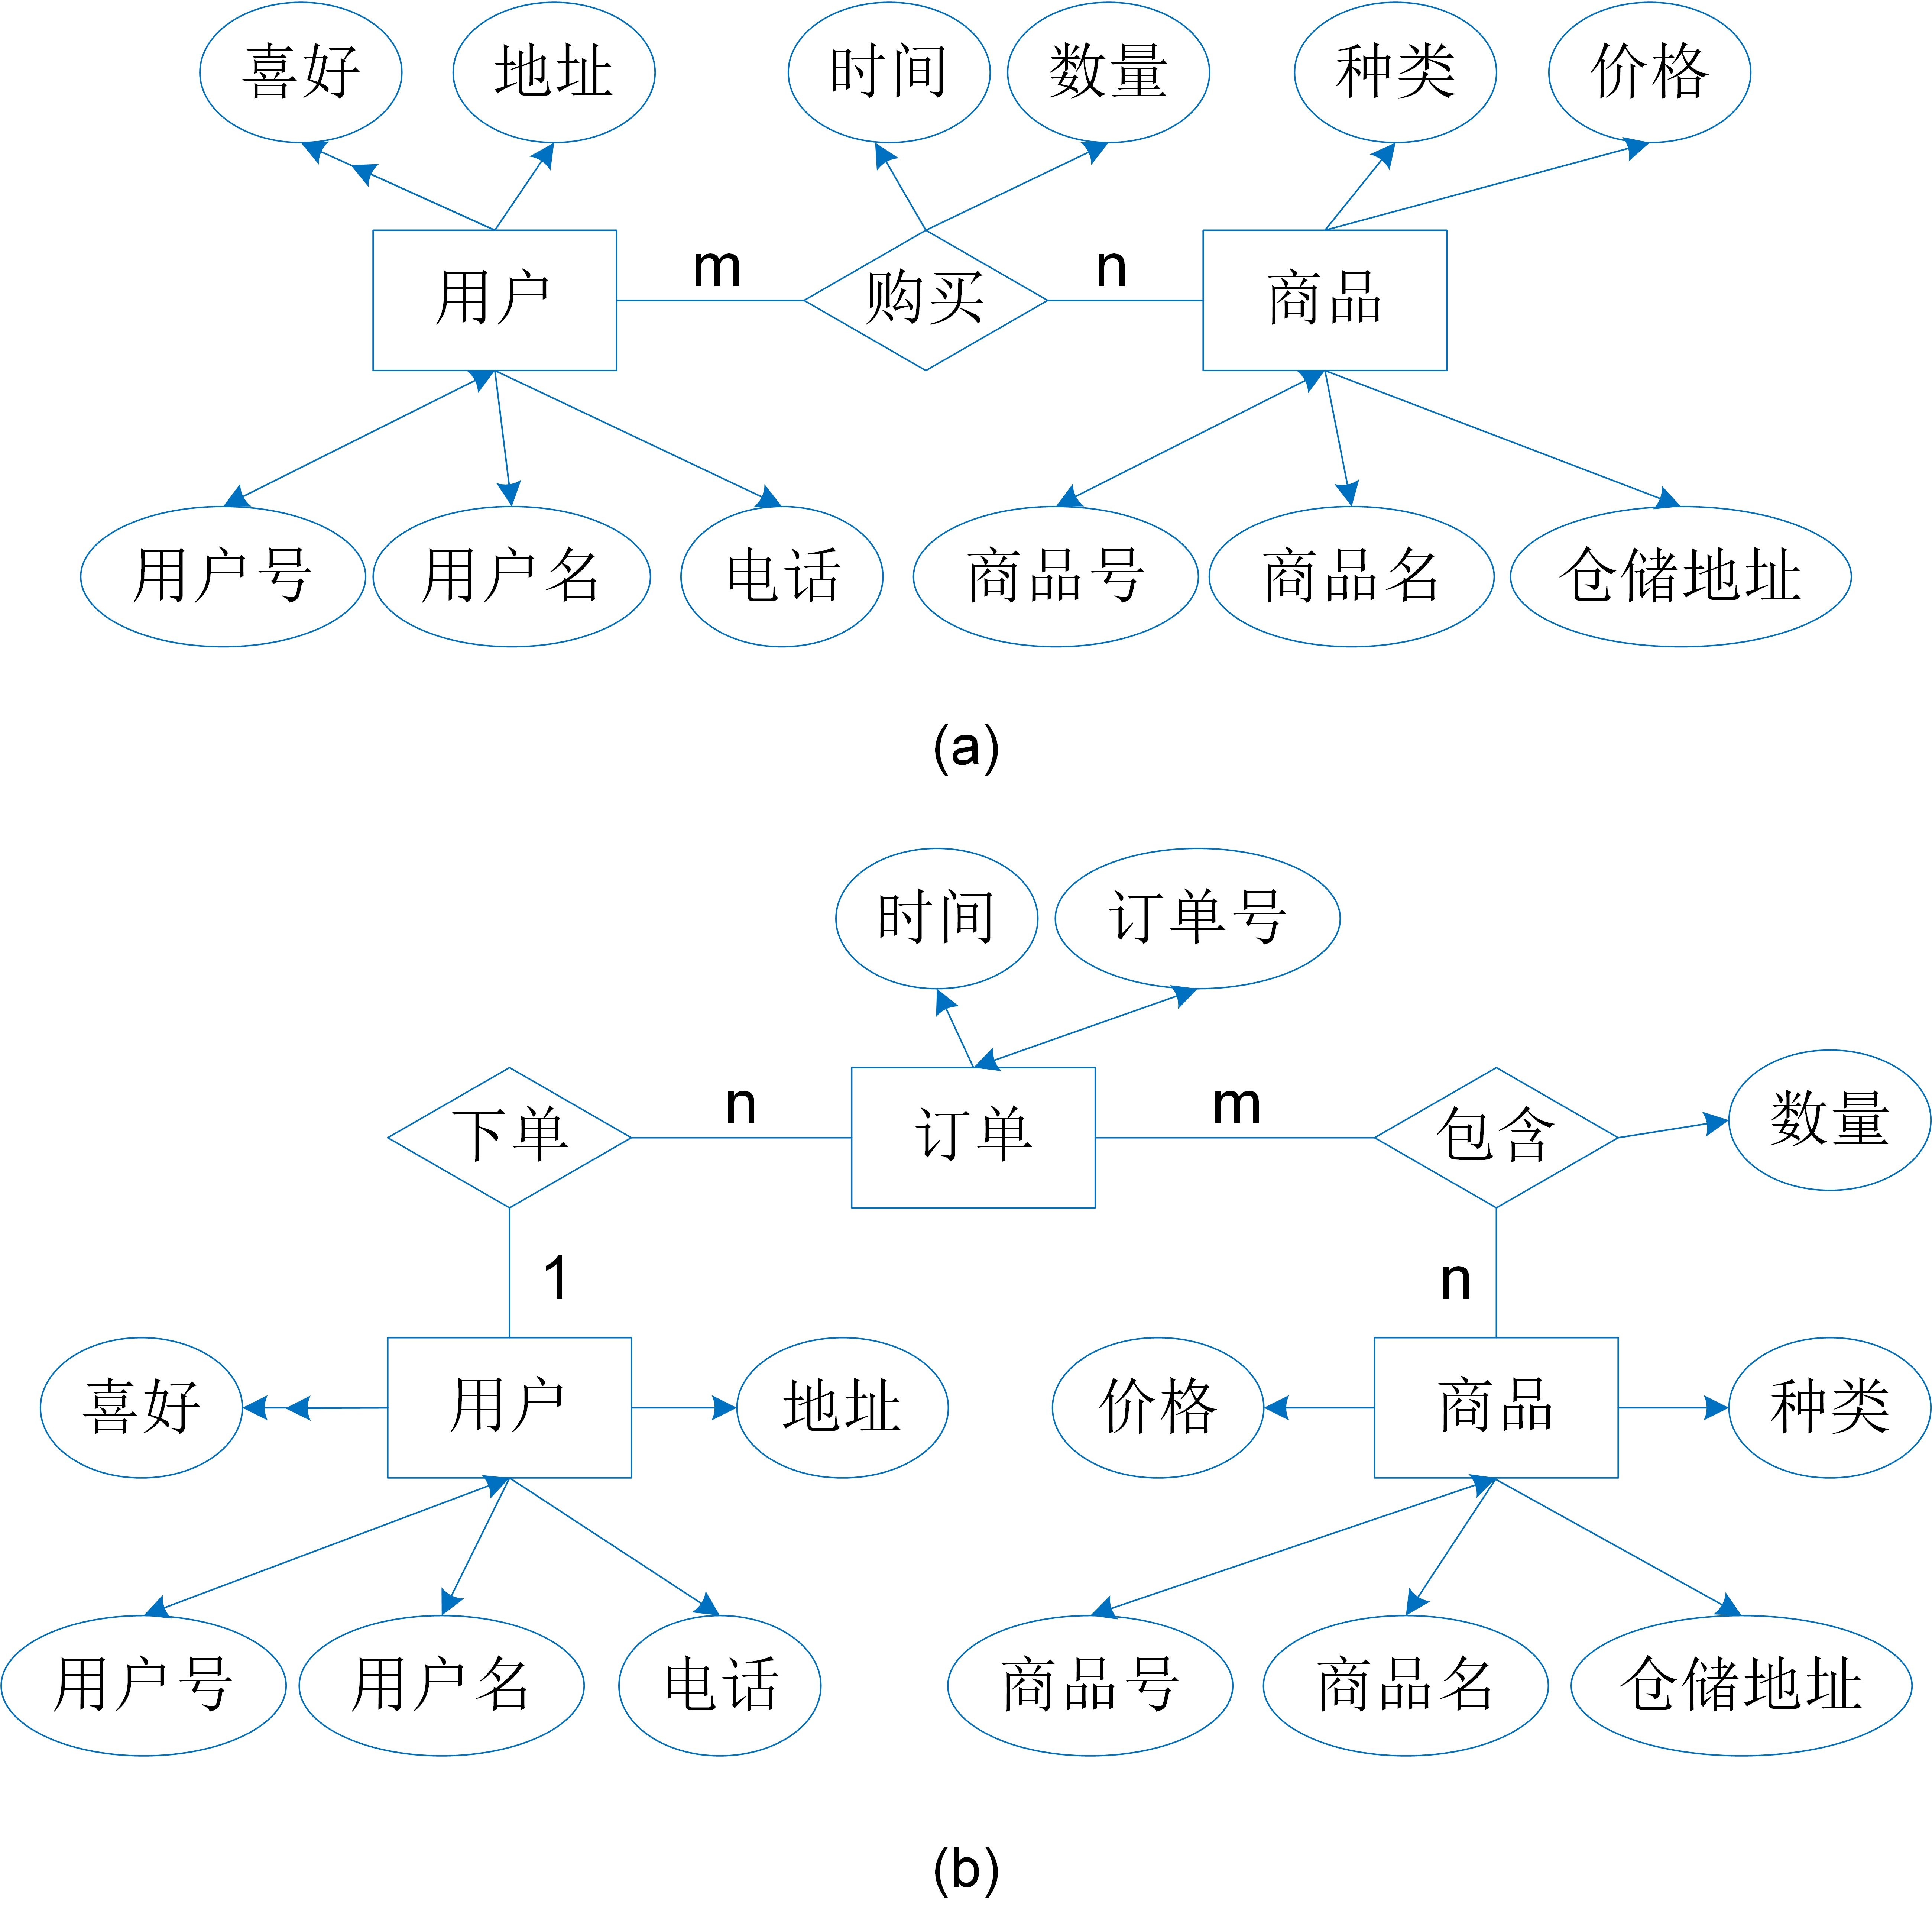 喜好 地址 时间 数量 种类 价格
用户 m 购买 n 商品
用户号 用户名 电话 商品号 商品名 仓储地址
(a)
时间 订单号
下单 n 订单 m 包含 数量
1 n
喜好 用户 地址 价格 商品 种类
用户号 用户名 电话 商品号 商品名 仓储地址
(b)